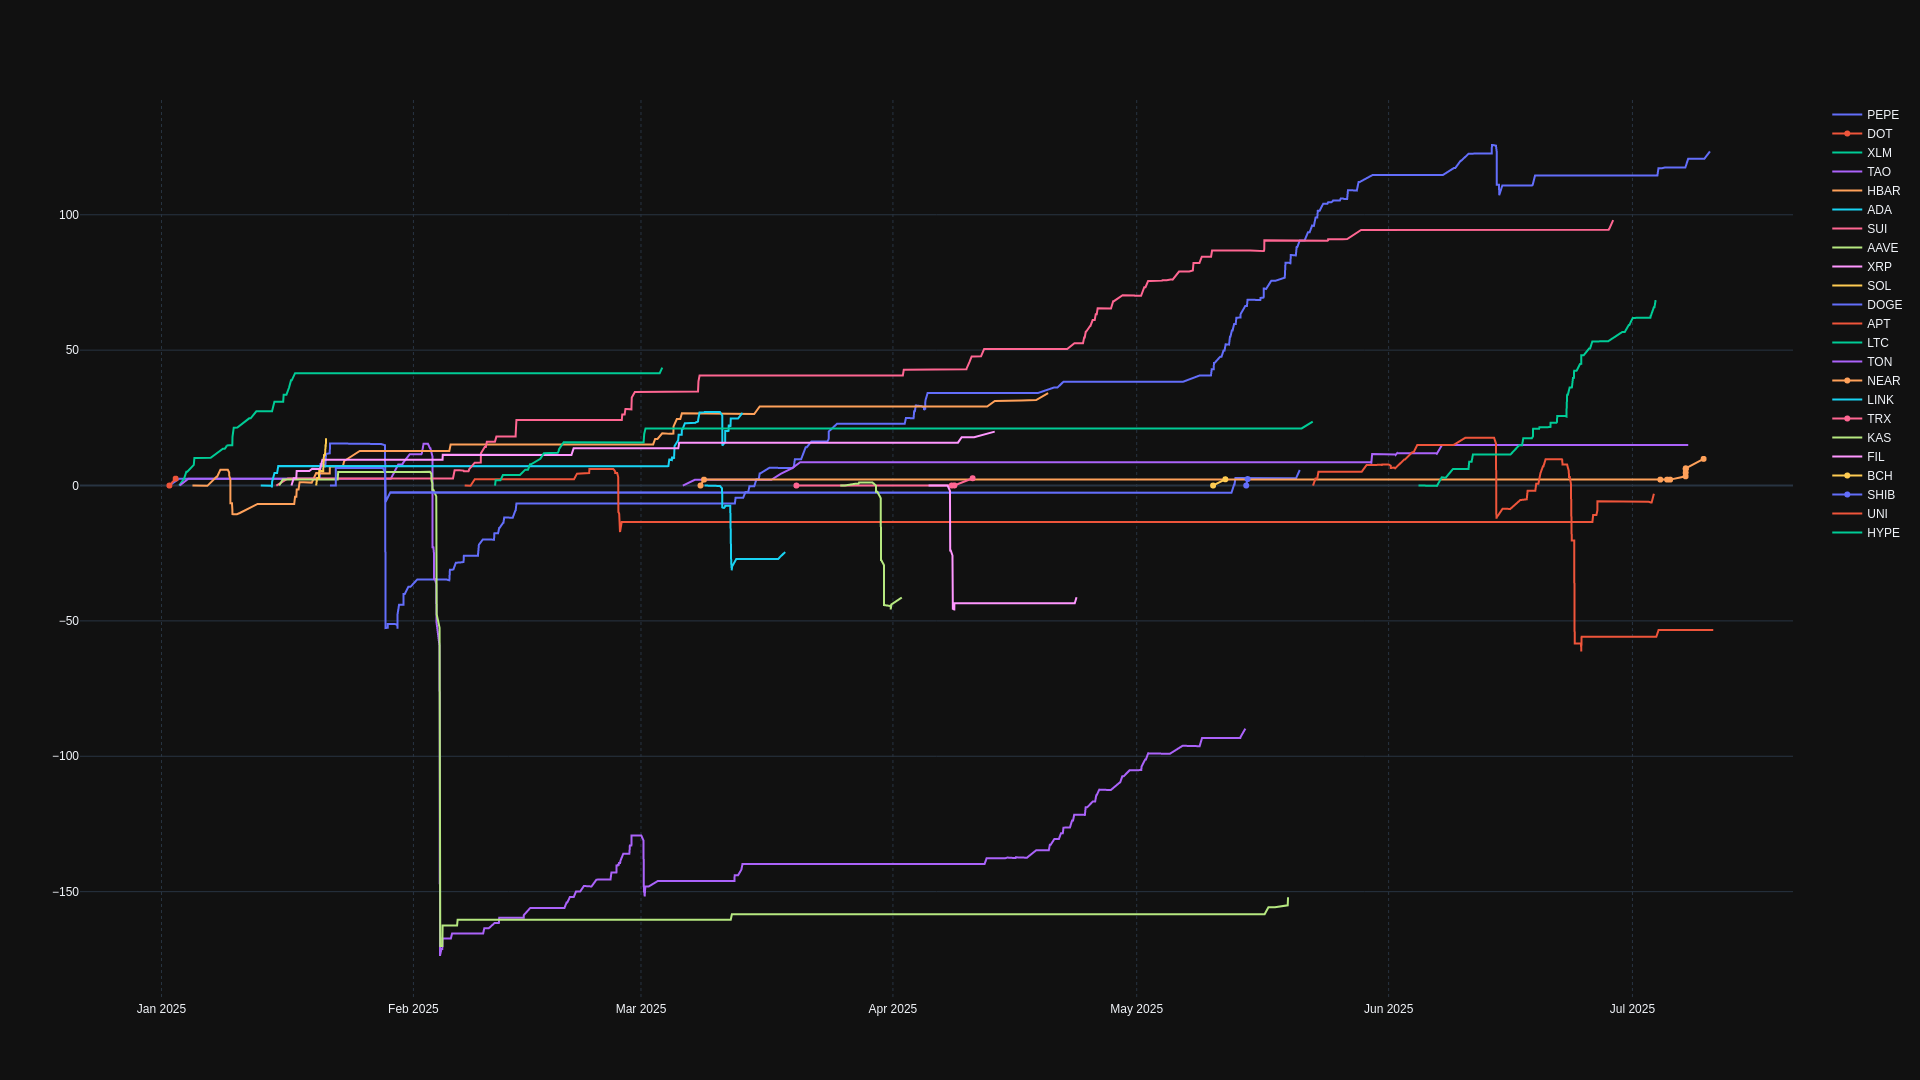 100
50
0
−50
−100
−150
Jan 2025
Feb 2025
Mar 2025
Apr 2025
May 2025
Jun 2025
Jul 2025
PEPE
DOT
XLM
TAO
HBAR
ADA
SUI
AAVE
XRP
SOL
DOGE
APT
LTC
TON
NEAR
LINK
TRX
KAS
FIL
BCH
SHIB
UNI
HYPE